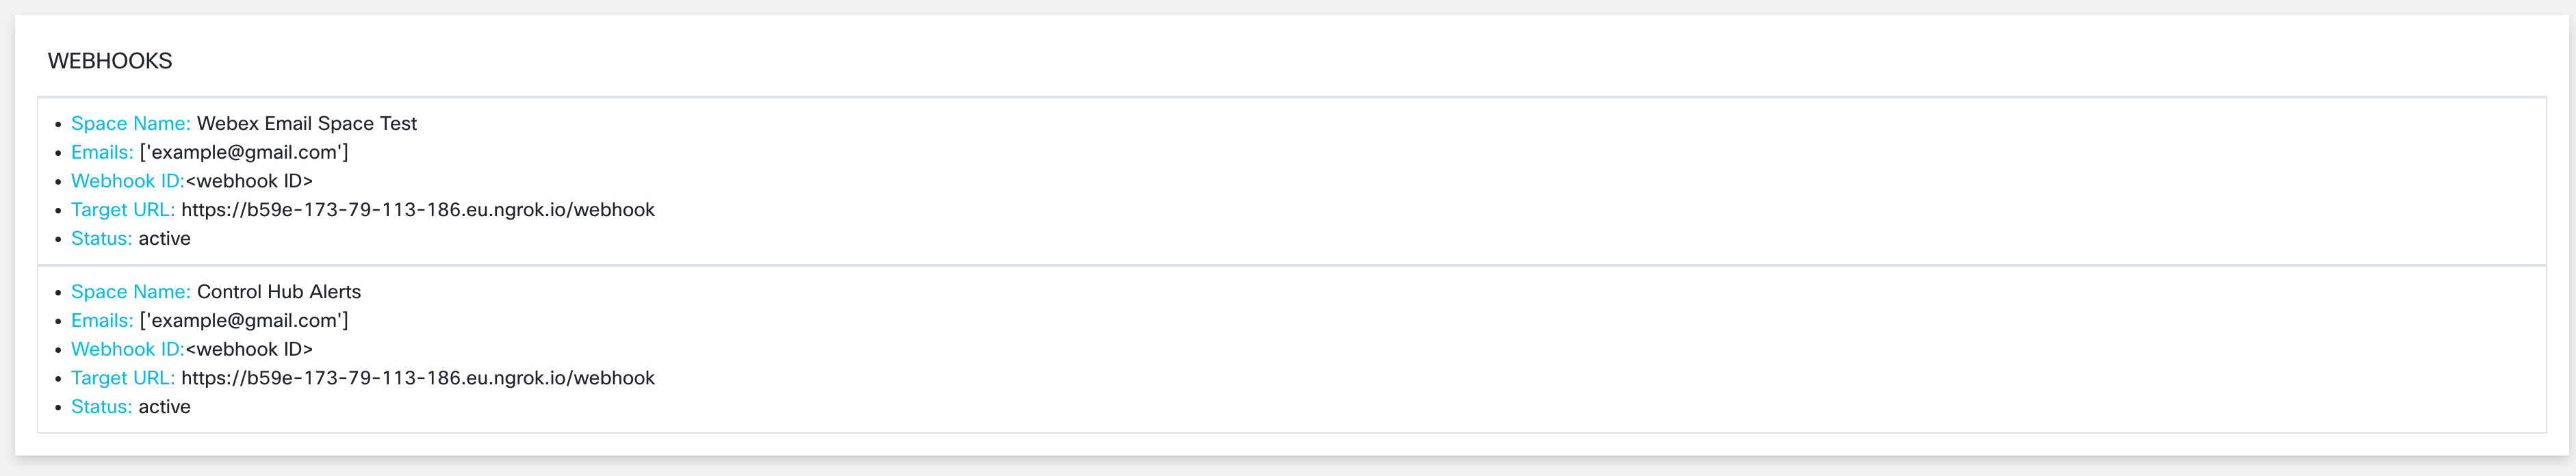 WEBHOOKS
• Space Name: Webex Email Space Test
• Emails: ['example@gmail.com']
• Webhook ID:<webhook ID>
• Target URL: https://b59e-173-79-113-186.eu.ngrok.io/webhook
• Status: active
• Space Name: Control Hub Alerts
• Emails: ['example@gmail.com']
• Webhook ID:<webhook ID>
• Target URL: https://b59e-173-79-113-186.eu.ngrok.io/webhook
• Status: active